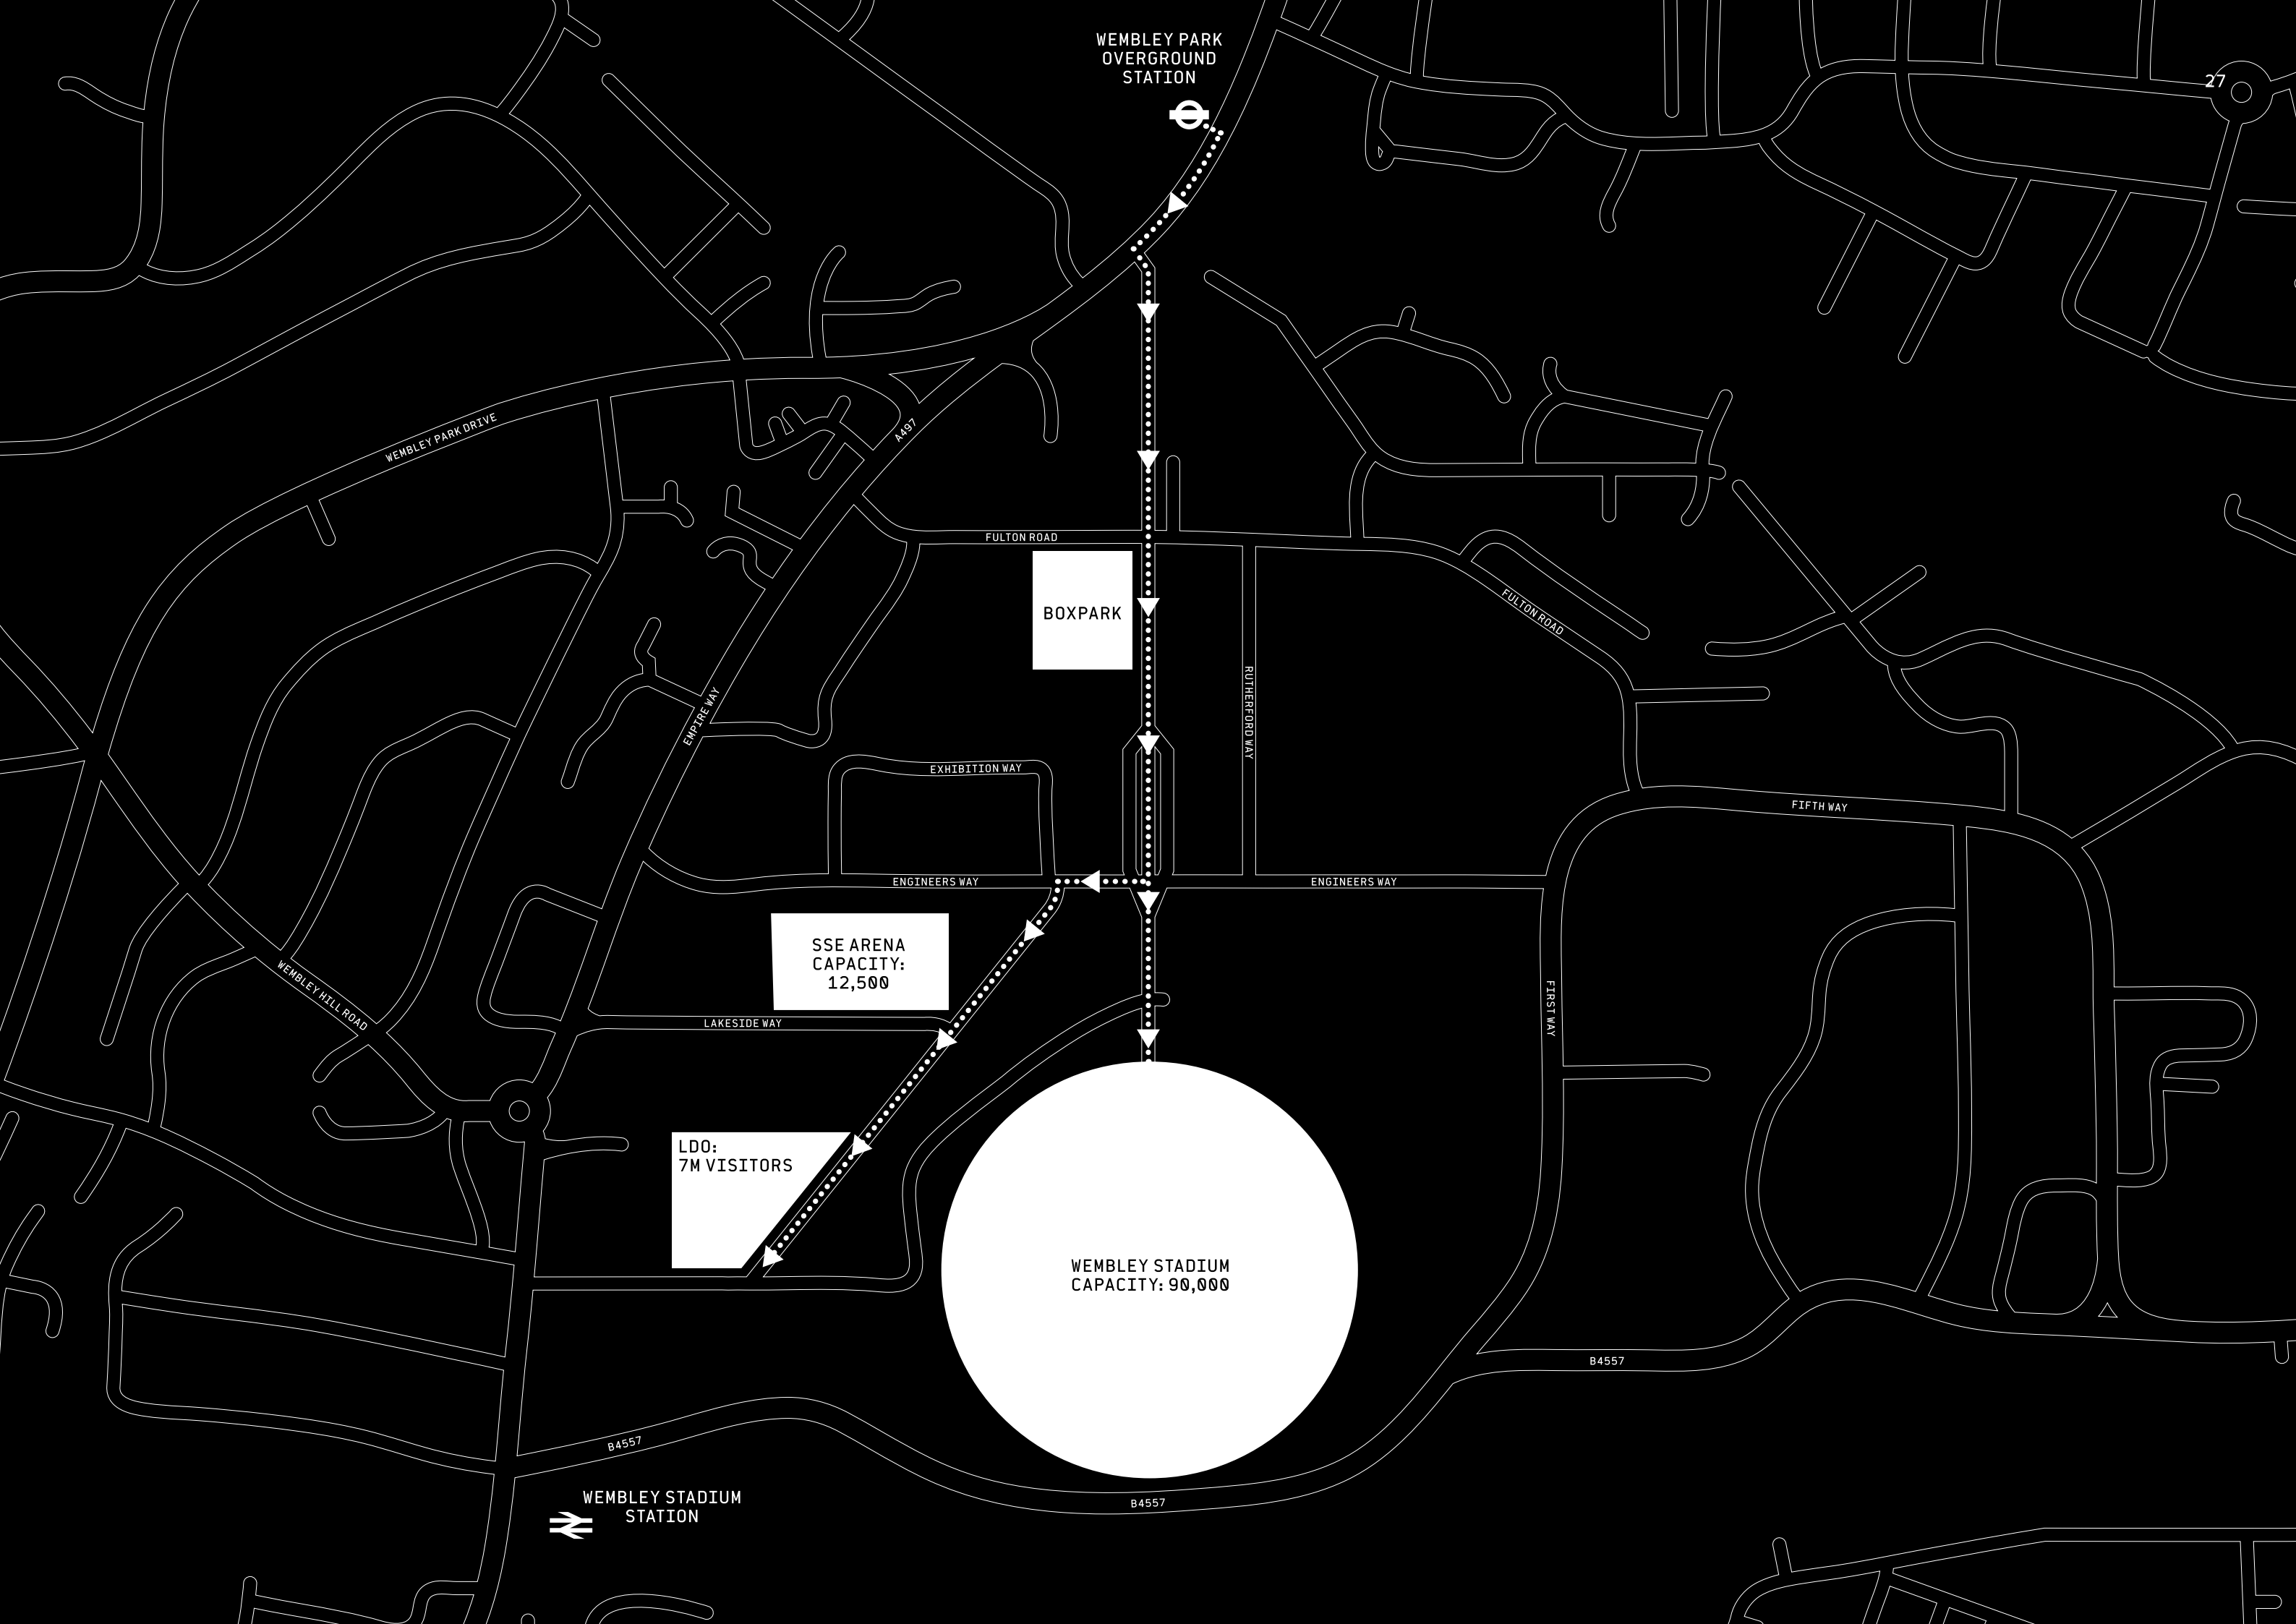 WEMBLEY PARK
OVERGROUND
STATION
27
WEMBLEY PARK DRIVE
A497
FULTON ROAD
BOXPARK
FULTON ROAD
RUTHERFORD WAY
EMPIRE WAY
EXHIBITION WAY
FIFTH WAY
ENGINEERS WAY
ENGINEERS WAY
SSE ARENA
CAPACITY:
12,500
WEMBLEY HILL ROAD
FIRST WAY
LAKESIDE WAY
LDO:
7M VISITORS
WEMBLEY STADIUM
CAPACITY: 90,000
B4557
B4557
WEMBLEY STADIUM
STATION
B4557